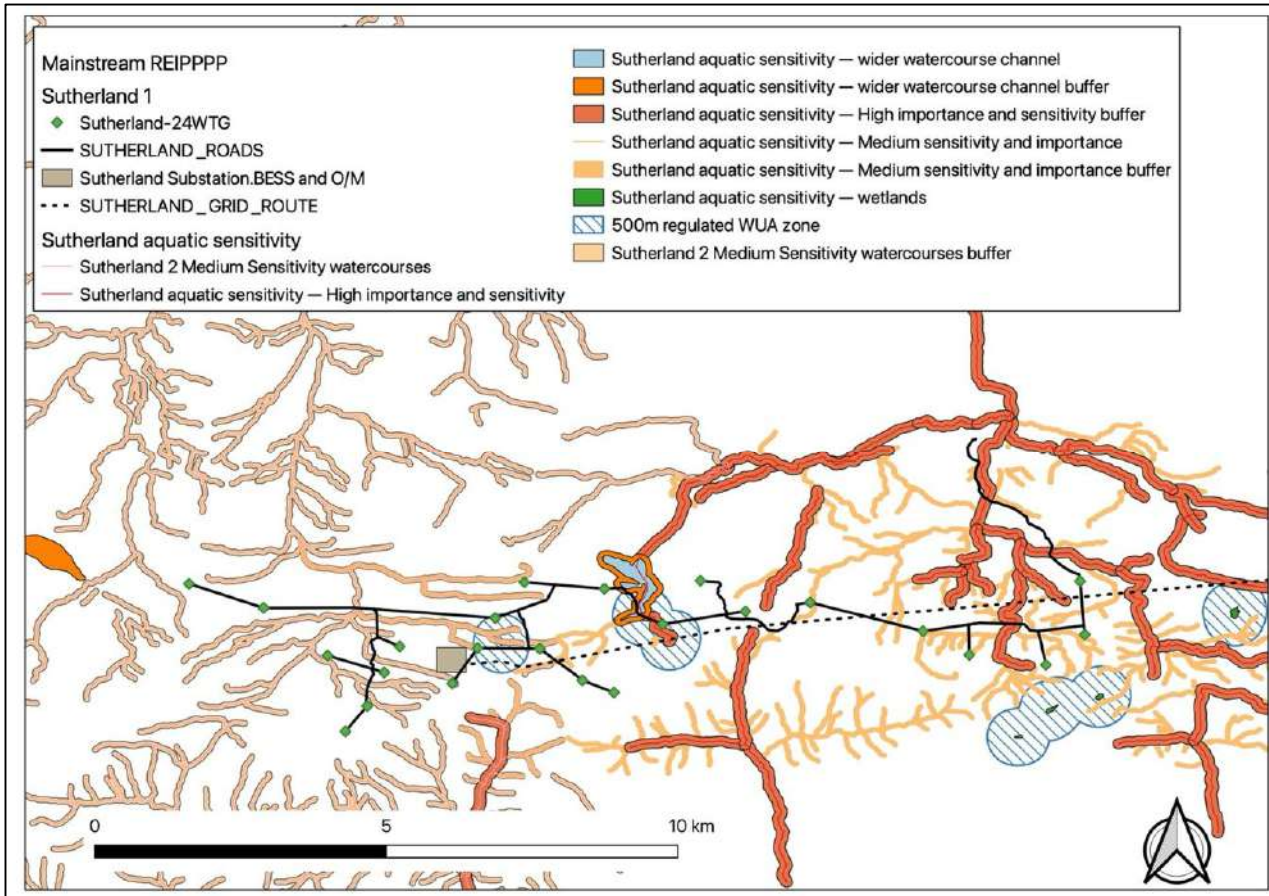 Mainstream REIPPPP
Sutherland 1
Sutherland-24WTG
SUTHERLAND_ROADS
Sutherland Substation.BESS and O/M
SUTHERLAND_GRID_ROUTE
Sutherland aquatic sensitivity
Sutherland 2 Medium Sensitivity watercourses
Sutherland aquatic sensitivity — High importance and sensitivity
Sutherland aquatic sensitivity — wider watercourse channel
Sutherland aquatic sensitivity — wider watercourse channel buffer
Sutherland aquatic sensitivity — High importance and sensitivity buffer
Sutherland aquatic sensitivity — Medium sensitivity and importance
Sutherland aquatic sensitivity — Medium sensitivity and importance buffer
Sutherland aquatic sensitivity — wetlands
500m regulated WUA zone
Sutherland 2 Medium Sensitivity watercourses buffer
0 5 10 km